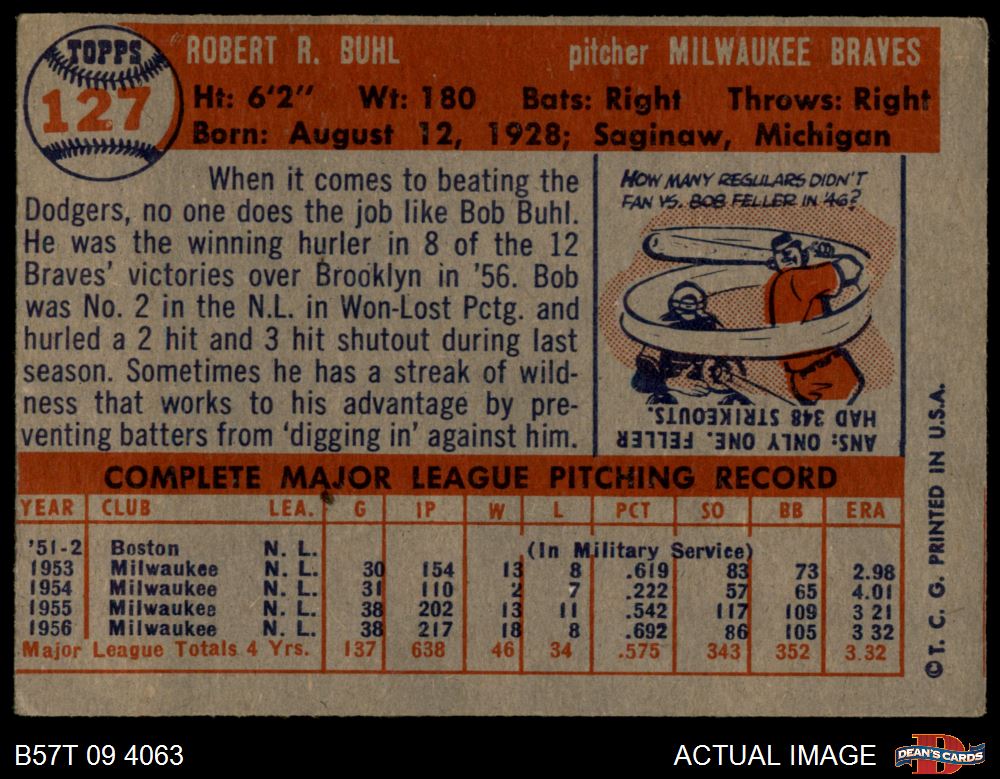 TOPPS
127
ROBERT R. BUHL pitcher MILWAUKEE BRAVES
Ht: 6'2" Wt: 180 Bats: Right Throws: Right
Born: August 12, 1928; Saginaw, Michigan
When it comes to beating the
Dodgers, no one does the job like Bob Buhl.
He was the winning hurler in 8 of the 12
Braves' victories over Brooklyn in '56. Bob
was No. 2 in the N.L. in Won-Lost Pctg. and
hurled a 2 hit and 3 hit shutout during last
season. Sometimes he has a streak of wild-
ness that works to his advantage by pre-
venting batters from 'digging in' against him.
HOW MANY REGULARS DIDN'T
FAN VS. BOB FELLER IN '46?
ANS: ONLY ONE. FELLER
HAD 348 STRIKEOUTS.
COMPLETE MAJOR LEAGUE PITCHING RECORD
YEAR CLUB LEA. G IP W L PCT SO BB ERA
'51-2 Boston N. L. (In Military Service)
1953 Milwaukee N. L. 30 154 13 8 .619 83 73 2.98
1954 Milwaukee N. L. 31 110 2 7 .222 57 65 4.01
1955 Milwaukee N. L. 38 202 13 11 .542 117 109 3 21
1956 Milwaukee N. L. 38 217 18 8 .692 86 105 3 32
Major League Totals 4 Yrs. 137 638 46 34 .575 343 352 3.32
© T. C. G. PRINTED IN U.S.A.
B57T 09 4063
ACTUAL IMAGE
DEAN'S CARDS